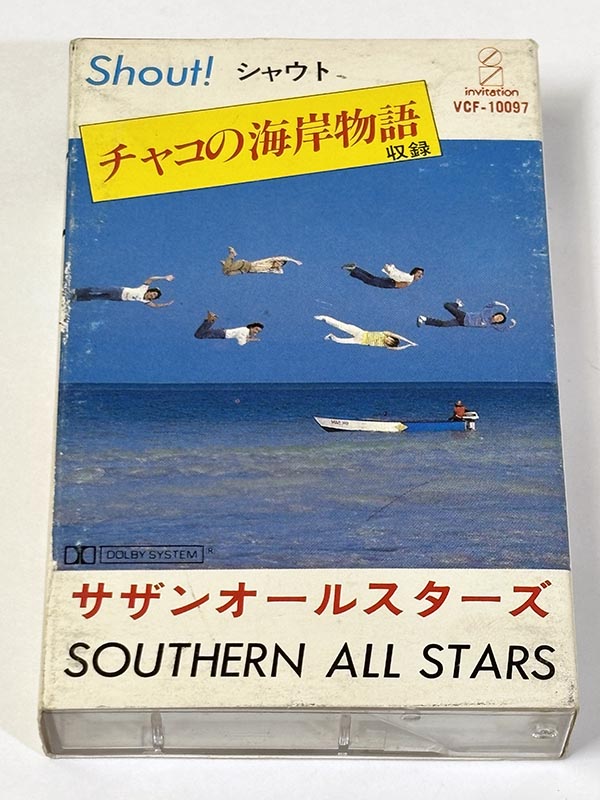 Shout! シャウト
invitation
VCF-10097
チャコの海岸物語
収録
DOLBY SYSTEM ®
サザンオールスターズ
SOUTHERN ALL STARS